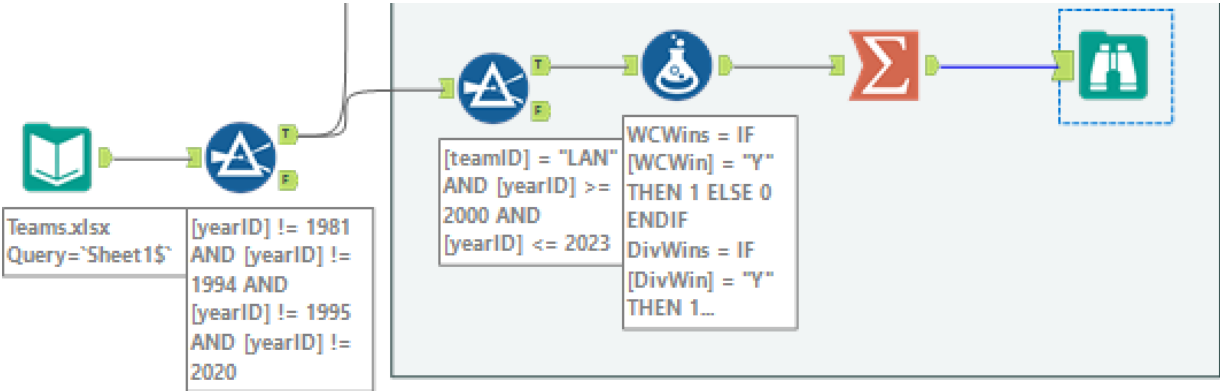 Teams.xlsx
Query=`Sheet1$`
[yearID] != 1981
AND [yearID] !=
1994 AND
[yearID] != 1995
AND [yearID] !=
2020
T
F
[teamID] = "LAN"
AND [yearID] >=
2000 AND
[yearID] <= 2023
T
F
WCWins = IF
[WCWin] = "Y"
THEN 1 ELSE 0
ENDIF
DivWins = IF
[DivWin] = "Y"
THEN 1...
Σ